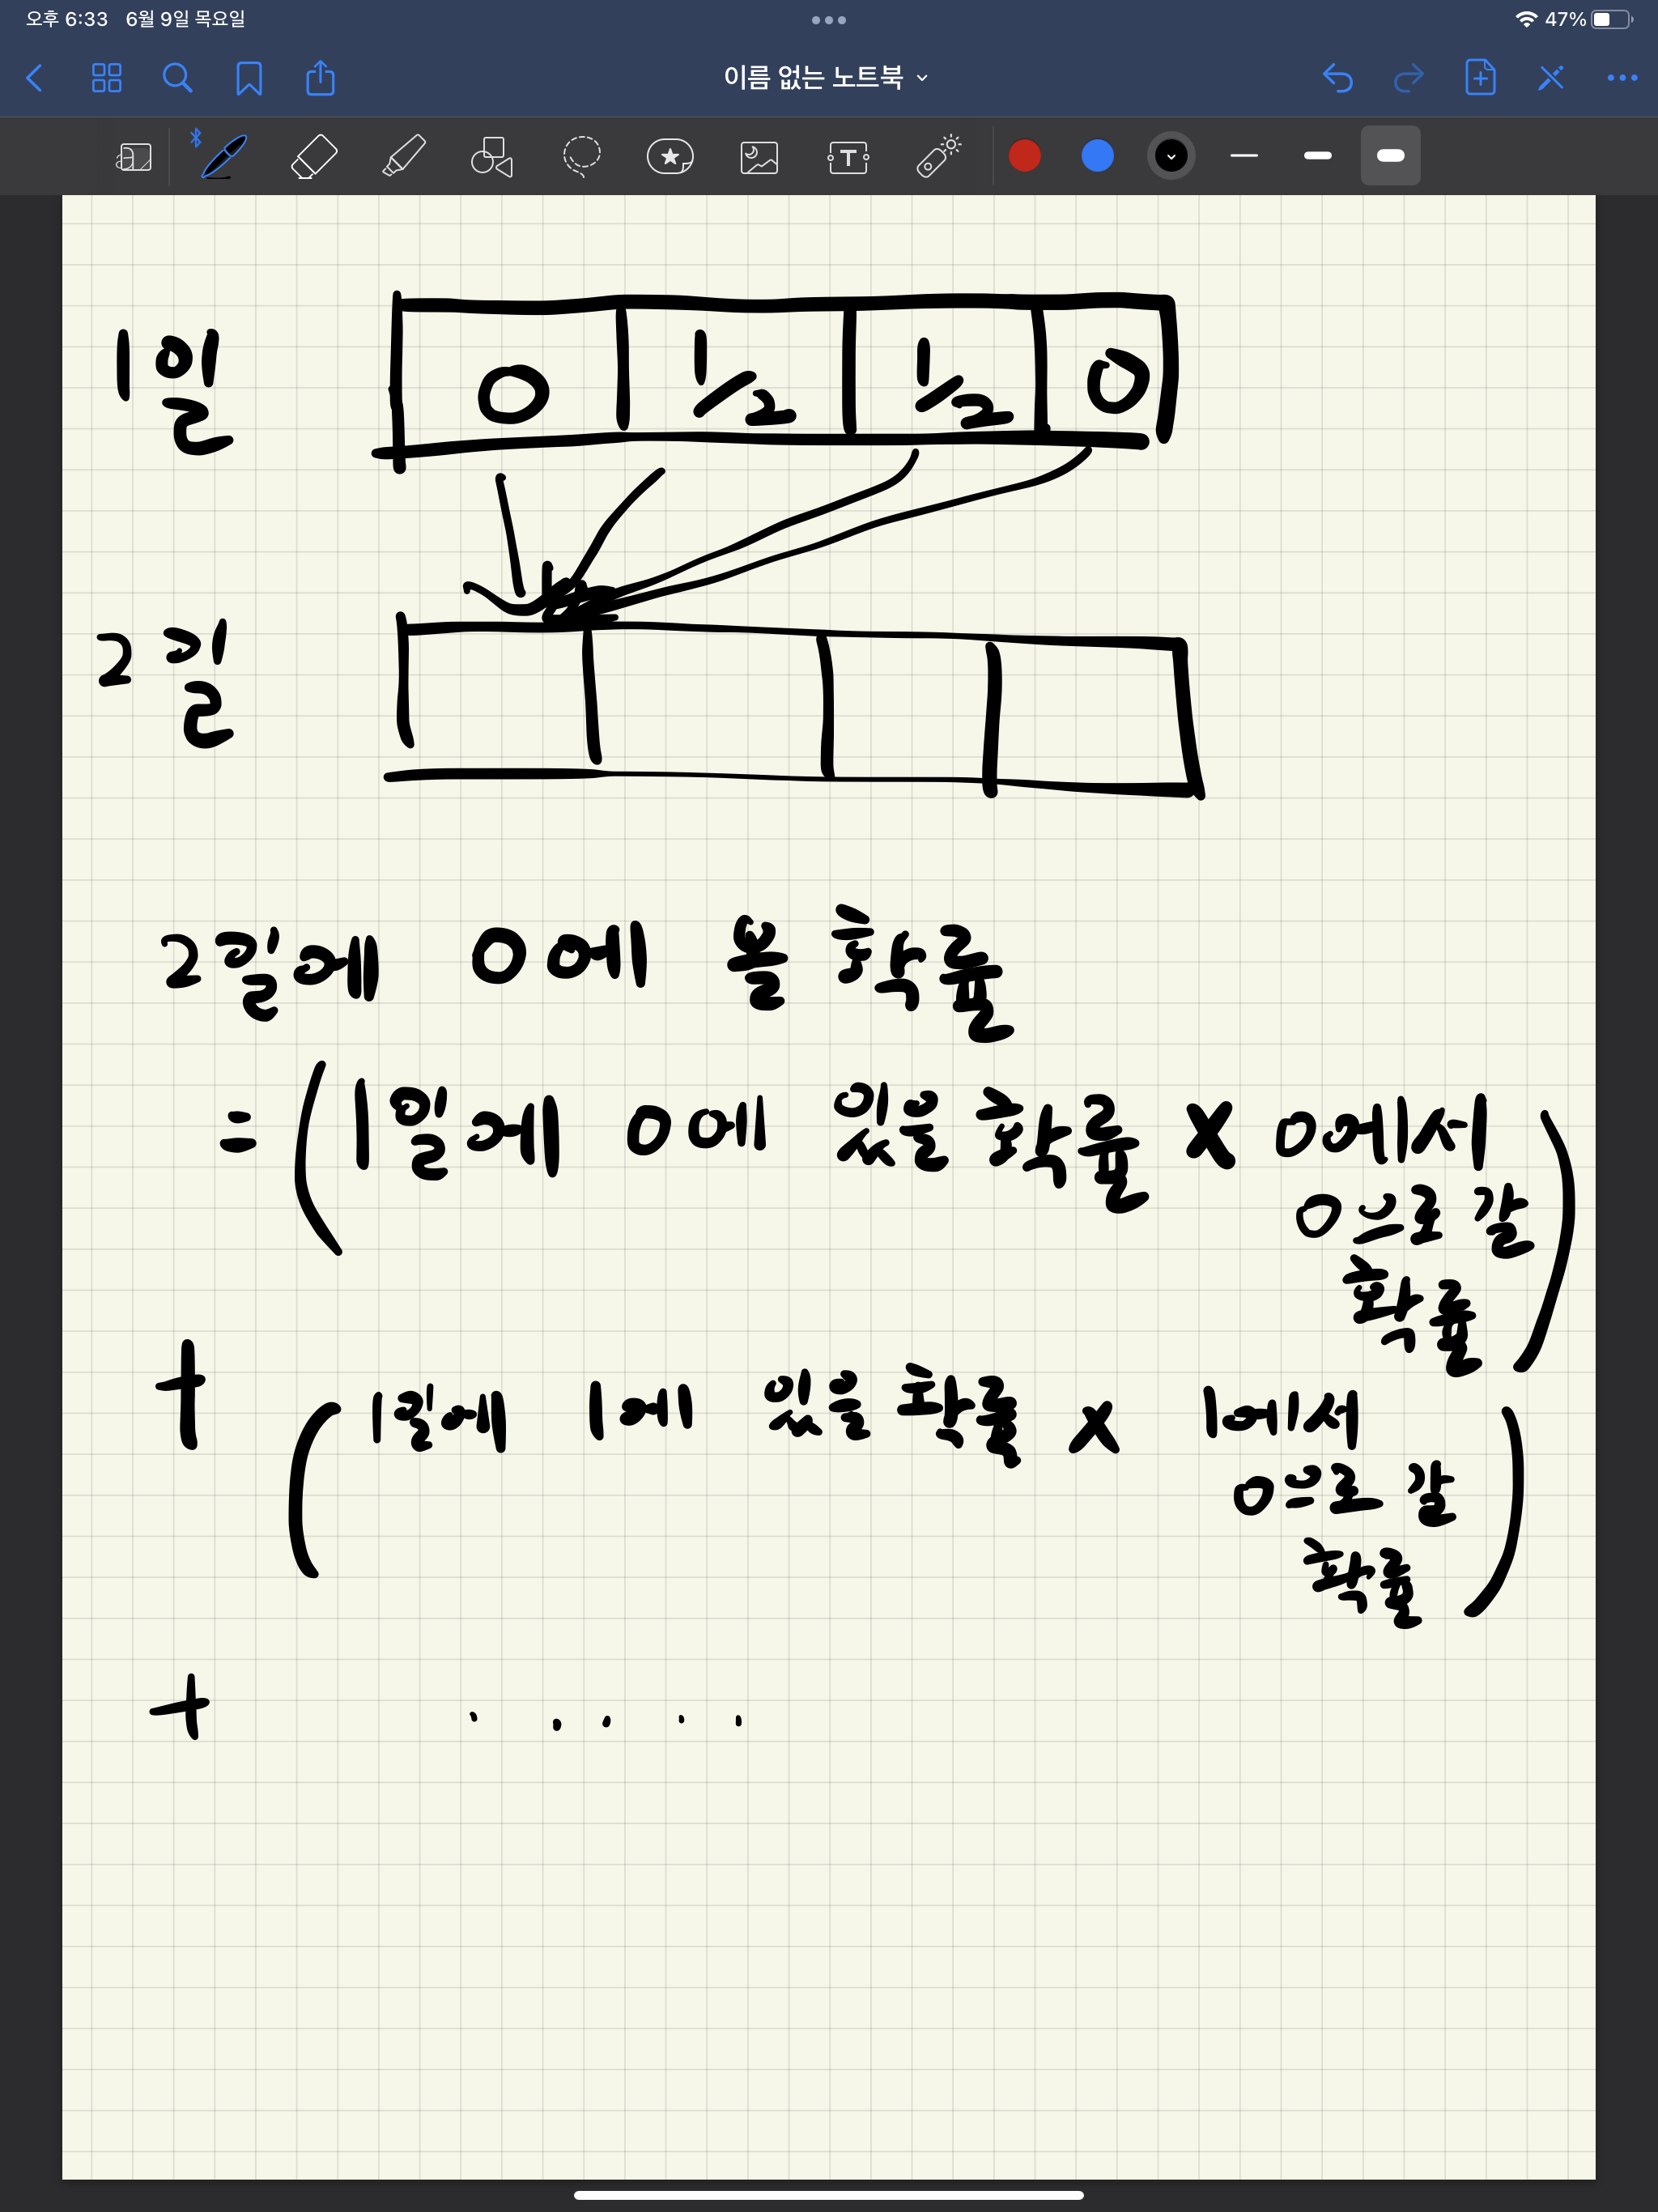 오후 6:33 6월 9일 목요일
47%
이름 없는 노트북
1일
0 1/2 1/2 0
2일
2일에 0에 올 확률
= (1일에 0에 있을 확률 x 0에서
0으로 갈
확률)
+ (1일에 1에 있을 확률 x 1에서
0으로 갈
확률)
+ . . . . .